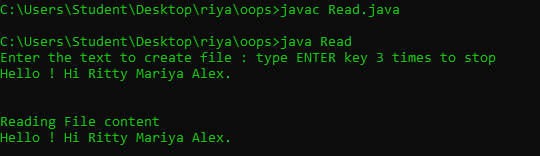 C:\Users\Student\Desktop\riya\oops>javac Read.java
C:\Users\Student\Desktop\riya\oops>java Read
Enter the text to create file : type ENTER key 3 times to stop
Hello ! Hi Ritty Mariya Alex.
Reading File content
Hello ! Hi Ritty Mariya Alex.